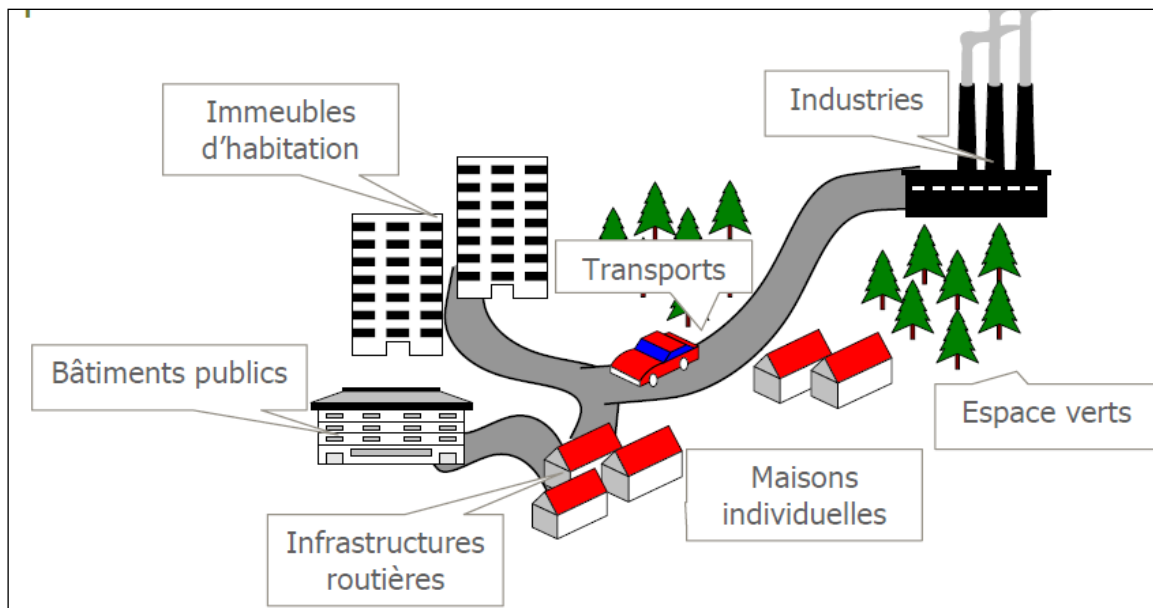 Immeubles
d'habitation
Industries
Transports
Bâtiments publics
Espace verts
Maisons
individuelles
Infrastructures
routières